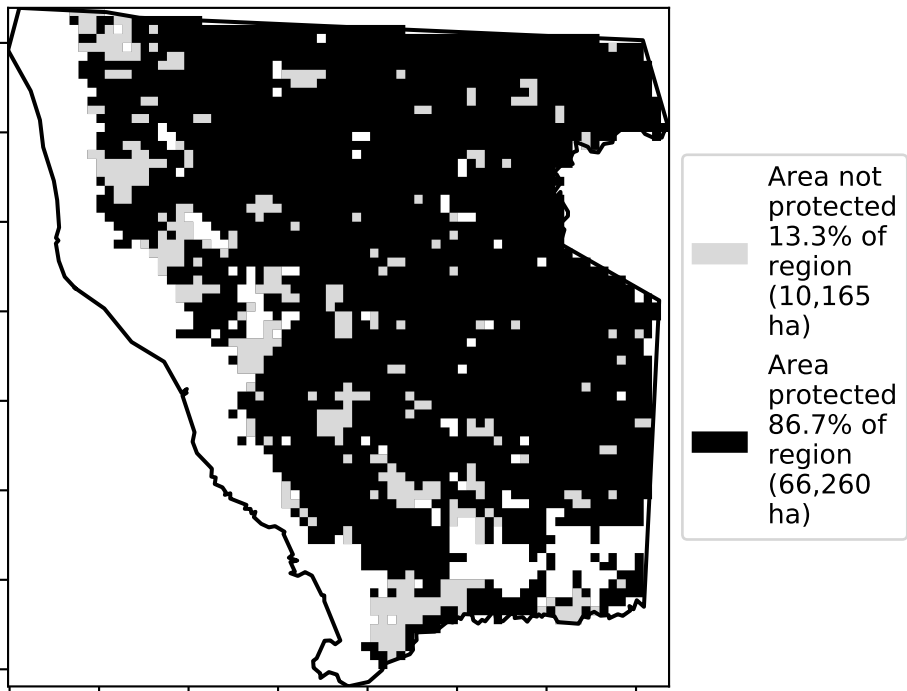 Area not
protected
13.3% of
region
(10,165
ha)
Area
protected
86.7% of
region
(66,260
ha)